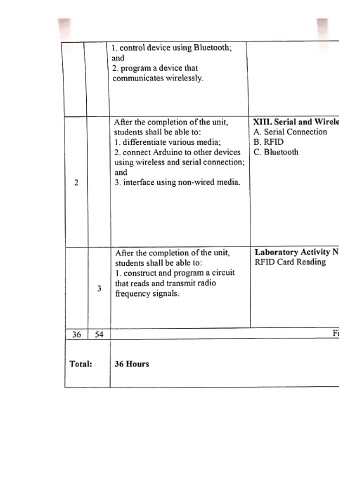 1. control device using Bluetooth;
and
2. program a device that
communicates wirelessly.
2
After the completion of the unit,
students shall be able to:
1. differentiate various media;
2. connect Arduino to other devices
using wireless and serial connection;
and
3. interface using non-wired media.
XIII. Serial and Wirele
A. Serial Connection
B. RFID
C. Bluetooth
3
After the completion of the unit,
students shall be able to:
1. construct and program a circuit
that reads and transmit radio
frequency signals.
Laboratory Activity N
RFID Card Reading
36 54 Fi
Total: 36 Hours